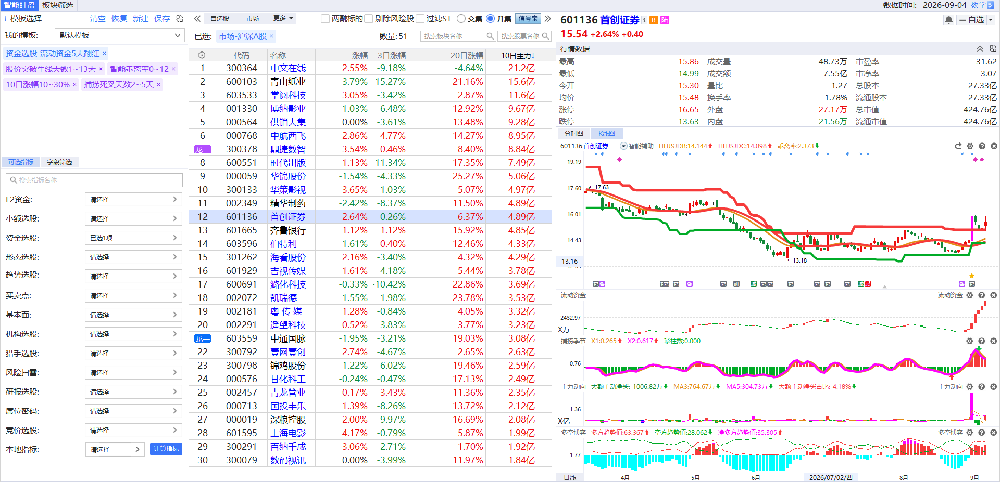 智能盯盘 板块筛选
数据时间: 2026-09-04 教学
模板选择 清空 恢复 新建 保存
自选股 市场 更多 两融标的 剔除风险股 过滤ST 交集 并集 信号宝
601136 首创证券 R 陆
自选
15.54 +2.64% +0.40
我的模板: 默认模板
已选: 市场-沪深A股 × 数量: 51 搜索板块名称 搜索股票名称
资金选股-流动资金5天翻红 ×
股价突破牛线天数1~13天 × 智能乖离率0~12 ×
10日涨幅10~30% × 捕捞死叉天数2~5天 ×
可选指标 字段筛选
搜索指标名称
L2资金: 请选择
小额选股: 请选择
资金选股: 已选1项
形态选股: 请选择
趋势选股: 请选择
买卖点: 请选择
基本面: 请选择
机构选股: 请选择
猎手选股: 请选择
风险扫雷: 请选择
研报选股: 请选择
席位密码: 请选择
竞价选股: 请选择
本地指标: 请选择 计算指标
代码 名称 涨幅 3日涨幅 20日涨幅 10日主力↓
1 300364 中文在线 2.55% -9.18% -4.64% 21.2亿
2 600103 青山纸业 -3.79% -15.27% 21.16% 15.6亿
3 603533 掌阅科技 3.05% -3.42% 2.87% 11.6亿
4 001330 博纳影业 -1.03% -6.48% 12.92% 9.67亿
5 000564 供销大集 0.00% -3.61% 13.48% 9.28亿
6 000768 中航西飞 2.86% 4.77% 14.27% 8.95亿
龙一 300378 鼎捷数智 3.54% 0.46% 8.40% 8.84亿
8 600551 时代出版 1.13% -11.34% 17.35% 7.49亿
9 000059 华锦股份 -1.54% -4.33% 25.27% 5.06亿
10 300133 华策影视 3.65% -1.03% 5.07% 4.97亿
11 002349 精华制药 -2.42% -8.37% 11.50% 4.89亿
12 601136 首创证券 2.64% -0.26% 6.37% 4.89亿
13 601665 齐鲁银行 1.12% 1.12% 15.92% 4.85亿
14 603596 伯特利 -1.61% 0.40% 12.46% 4.33亿
15 301262 海看股份 2.16% -3.40% 4.32% 4.29亿
16 601929 吉视传媒 1.61% -4.18% 5.44% 3.78亿
17 600691 潞化科技 -0.33% -10.42% 22.86% 3.69亿
18 002072 凯瑞德 -1.55% -1.98% 23.78% 3.53亿
19 002181 粤 传 媒 1.28% -0.84% 4.05% 3.32亿
20 002291 遥望科技 0.52% -3.83% 3.77% 3.23亿
龙一 603559 中通国脉 -1.95% -3.21% 19.03% 3.08亿
22 300792 壹网壹创 2.74% -4.67% 2.65% 2.63亿
23 300798 锦鸡股份 -1.22% -6.02% 19.46% 2.59亿
24 000576 甘化科工 -0.24% -0.47% 17.13% 2.49亿
25 002457 青龙管业 0.17% 3.43% 11.36% 2.35亿
26 000713 国投丰乐 1.39% -8.26% 13.72% 2.12亿
27 000019 深粮控股 2.00% -9.97% 16.69% 2.08亿
28 601595 上海电影 4.17% -0.79% 5.87% 1.99亿
29 300291 百纳千成 3.06% -2.71% 1.70% 1.92亿
30 300079 数码视讯 0.00% -3.99% 11.97% 1.84亿
行情数据
最高 15.86 成交量 48.73万 市盈率 31.62
最低 14.99 成交额 7.55亿 市净率 3.07
今开 15.30 量比 1.27 总股本 27.33亿
均价 15.48 换手率 1.78% 流通股本 27.33亿
涨停 16.65 外盘 27.17万 总市值 424.76亿
跌停 13.63 内盘 21.56万 流通市值 424.76亿
分时图 K线图
601136 首创证券 智能辅助 HHJSJDB:14.144 HHJSJDC:14.098 乖离率:2.373
19.19
17.60 ←17.63
16.01
14.43
13.16 ←13.18
流动资金 流动资金
2432.97
X万
捕捞季节 X1:0.265 X2:0.617 彩柱数:0.000
0.76
主力动向 大额主动净买:-1006.82万 MA3:764.67万 MA5:304.73万 大额主动净买占比:-4.18% 主力动向
1.36
X亿
多空博弈 多方趋势值:63.367 空方趋势值:28.062 净多方趋势值:35.305 多空博弈
1.77
日线 4月 5月 6月 2026/07/02/四 8月 9月